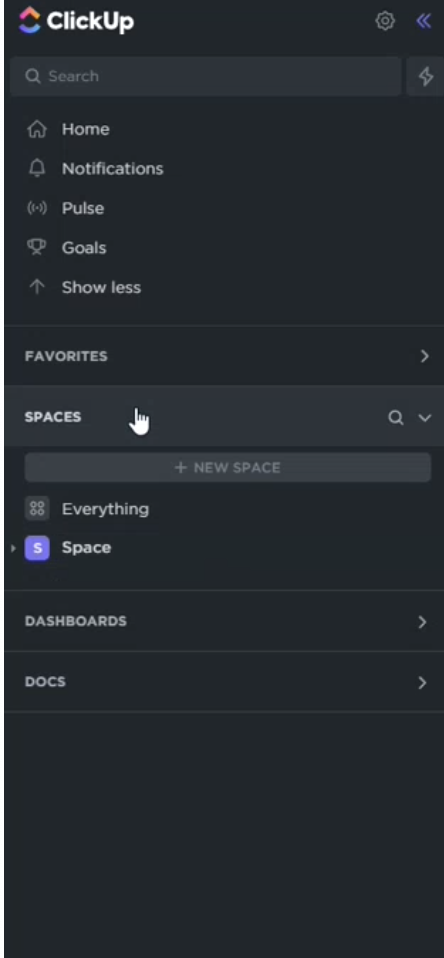 ClickUp
Search
Home
Notifications
Pulse
Goals
Show less
FAVORITES
SPACES
+ NEW SPACE
Everything
S Space
DASHBOARDS
DOCS